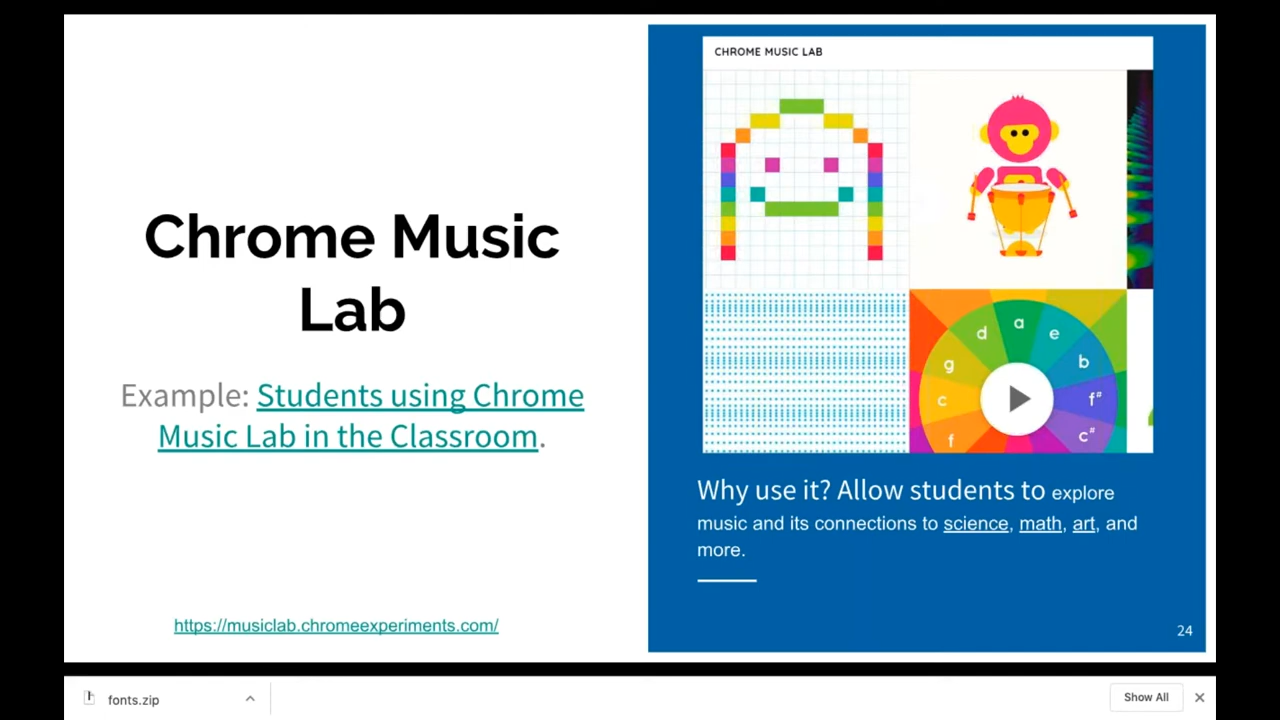 Chrome Music
Lab
Example: Students using Chrome
Music Lab in the Classroom.
https://musiclab.chromeexperiments.com/
CHROME MUSIC LAB
d a e
g b
c f#
f c#
Why use it? Allow students to explore
music and its connections to science, math, art, and
more.
24
fonts.zip
Show All